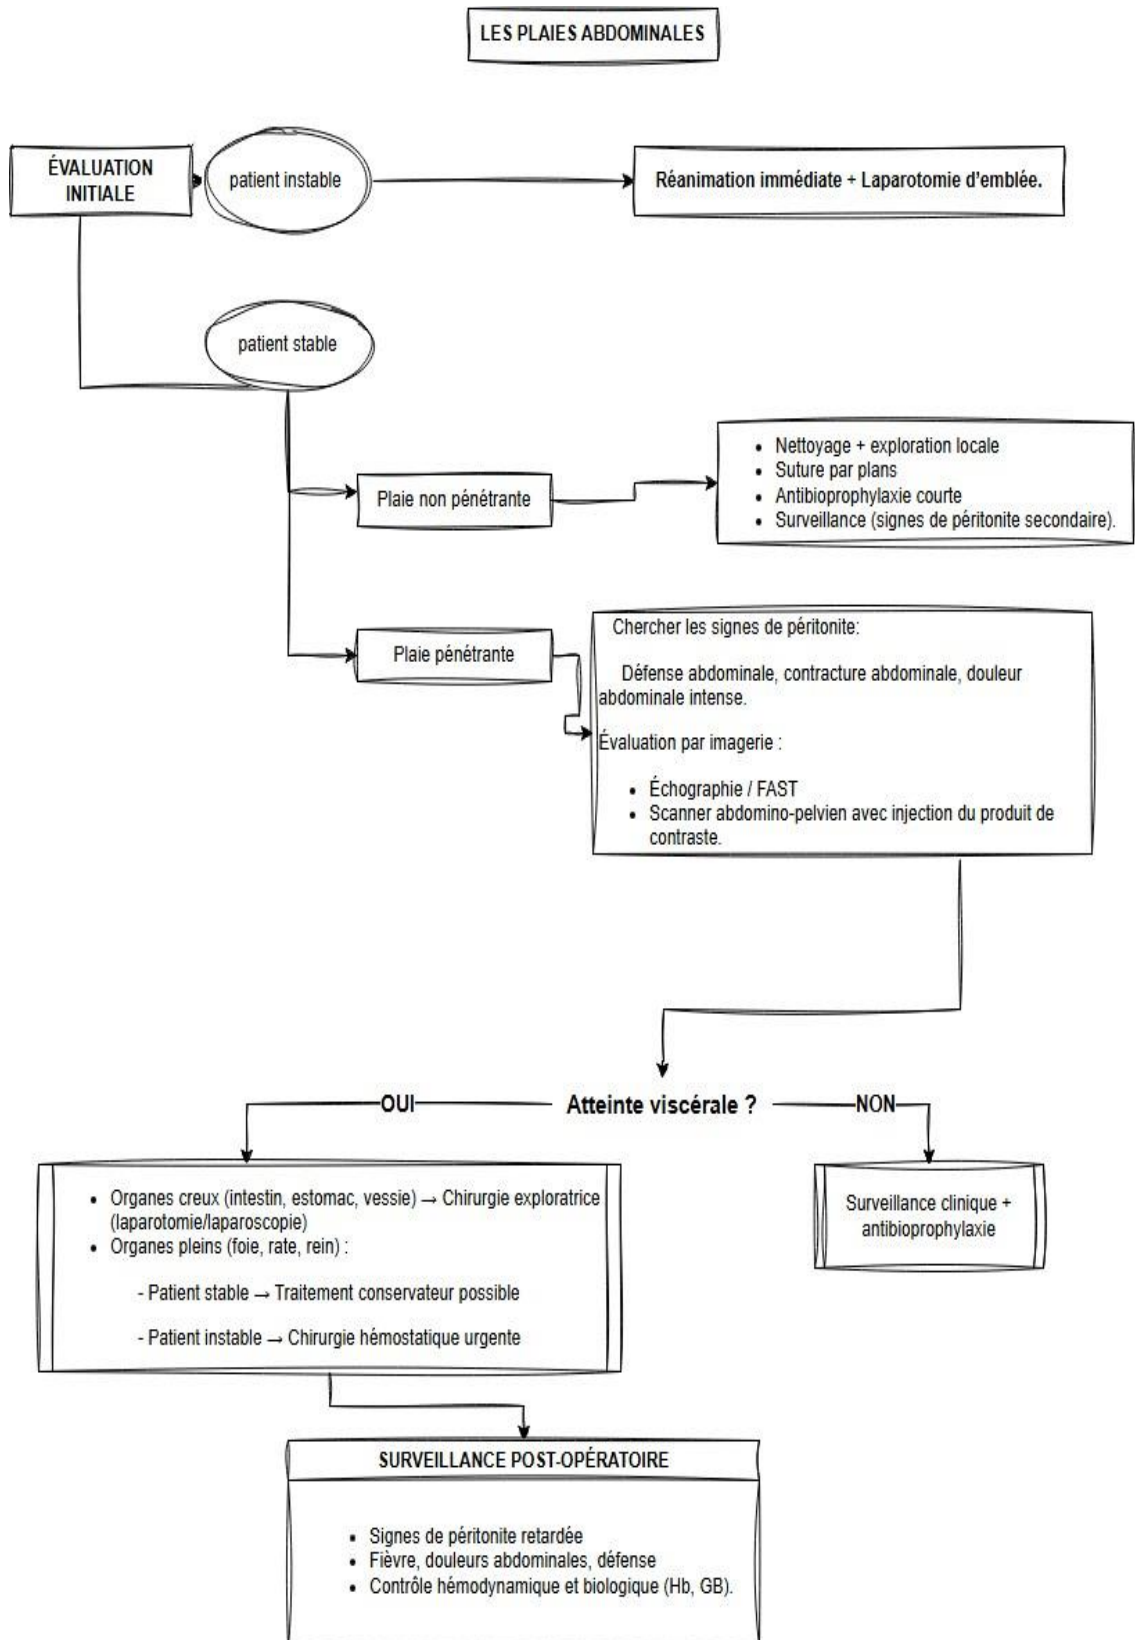 LES PLAIES ABDOMINALES
ÉVALUATION
INITIALE
patient instable
Réanimation immédiate + Laparotomie d'emblée.
patient stable
Plaie non pénétrante
• Nettoyage + exploration locale
• Suture par plans
• Antibioprophylaxie courte
• Surveillance (signes de péritonite secondaire).
Plaie pénétrante
Chercher les signes de péritonite:
Défense abdominale, contracture abdominale, douleur
abdominale intense.
Évaluation par imagerie :
• Échographie / FAST
• Scanner abdomino-pelvien avec injection du produit de
contraste.
Atteinte viscérale ?
OUI
NON
• Organes creux (intestin, estomac, vessie) → Chirurgie exploratrice
(laparotomie/laparoscopie)
• Organes pleins (foie, rate, rein) :
- Patient stable → Traitement conservateur possible
- Patient instable → Chirurgie hémostatique urgente
Surveillance clinique +
antibioprophylaxie
SURVEILLANCE POST-OPÉRATOIRE
• Signes de péritonite retardée
• Fièvre, douleurs abdominales, défense
• Contrôle hémodynamique et biologique (Hb, GB).